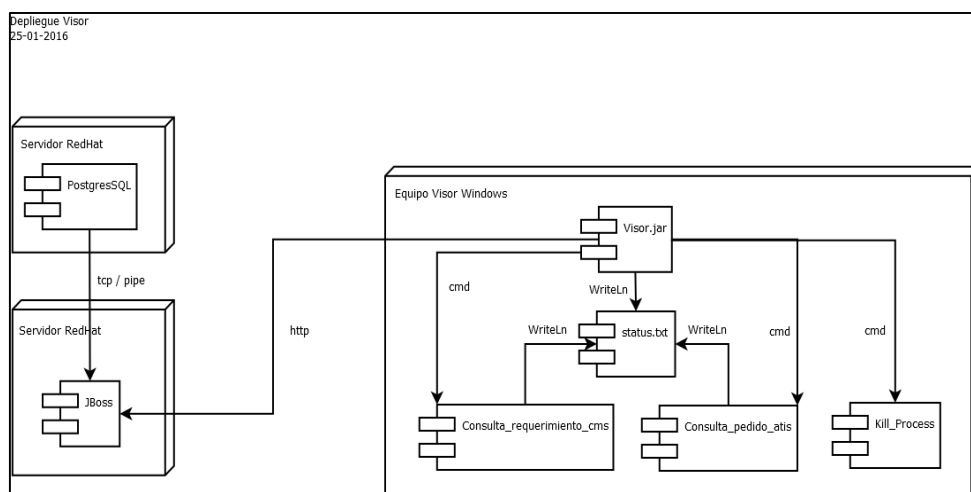 Depliegue Visor
25-01-2016
Servidor RedHat
PostgresSQL
Equipo Visor Windows
Visor.jar
tcp / pipe
cmd
WriteLn
Servidor RedHat
http
WriteLn
status.txt
WriteLn
cmd
cmd
JBoss
Consulta_requerimiento_cms
Consulta_pedido_atis
Kill_Process